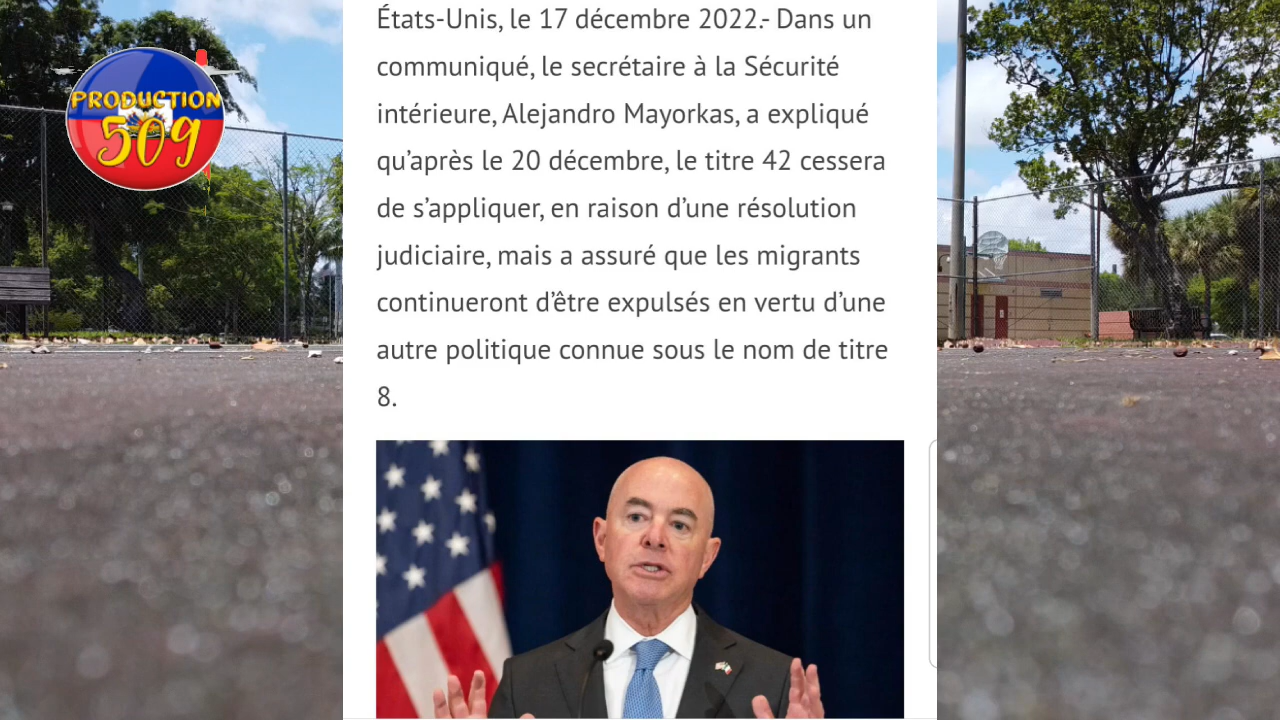 PRODUCTION
509
États-Unis, le 17 décembre 2022.- Dans un
communiqué, le secrétaire à la Sécurité
intérieure, Alejandro Mayorkas, a expliqué
qu’après le 20 décembre, le titre 42 cessera
de s’appliquer, en raison d’une résolution
judiciaire, mais a assuré que les migrants
continueront d’être expulsés en vertu d’une
autre politique connue sous le nom de titre
8.